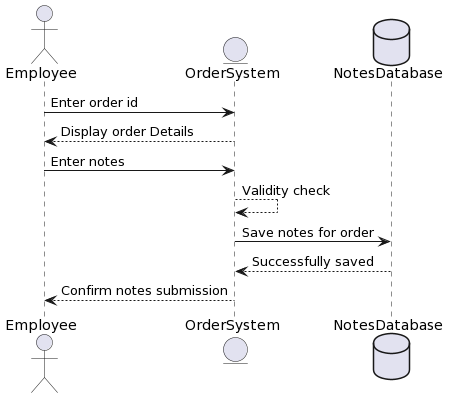 Employee OrderSystem NotesDatabase
Enter order id
Display order Details
Enter notes
Validity check
Save notes for order
Successfully saved
Confirm notes submission
Employee OrderSystem NotesDatabase